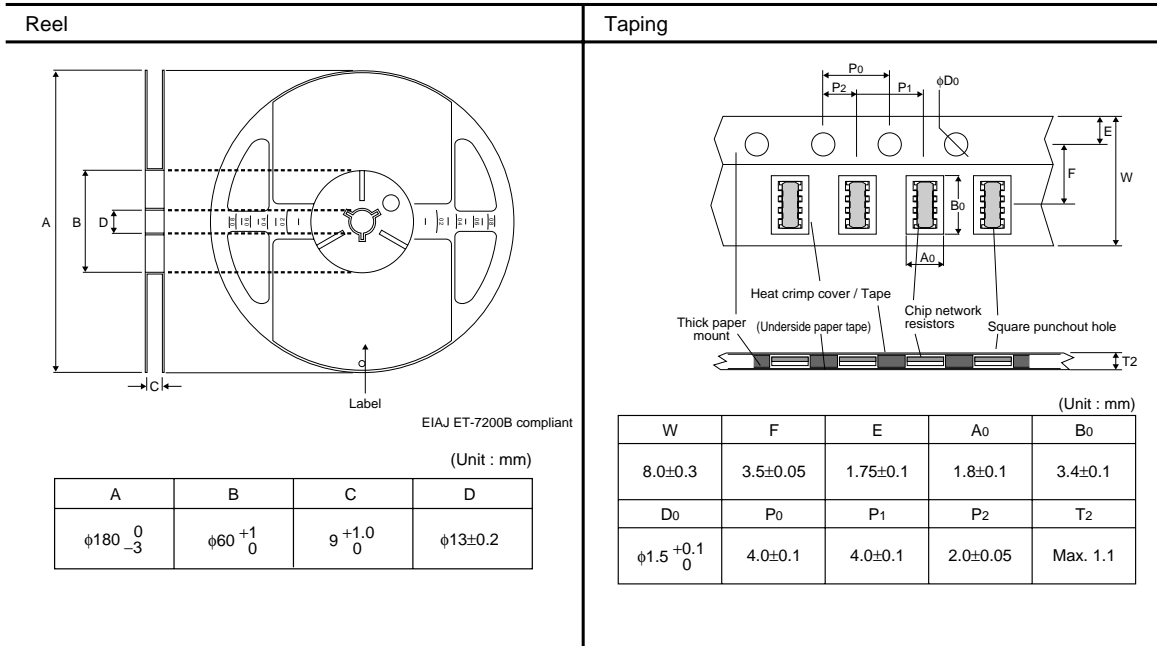 Reel
A
B
D
C
Label
EIAJ ET-7200B compliant
(Unit : mm)
A B C D
φ180 0 −3 φ60 +1 0 9 +1.0 0 φ13±0.2
Taping
P0
P2 P1 φD0
E
F
W
B0
A0
Heat crimp cover / Tape
Thick paper
mount
(Underside paper tape)
Chip network
resistors
Square punchout hole
T2
(Unit : mm)
W F E A0 B0
8.0±0.3 3.5±0.05 1.75±0.1 1.8±0.1 3.4±0.1
D0 P0 P1 P2 T2
φ1.5 +0.1 0 4.0±0.1 4.0±0.1 2.0±0.05 Max. 1.1